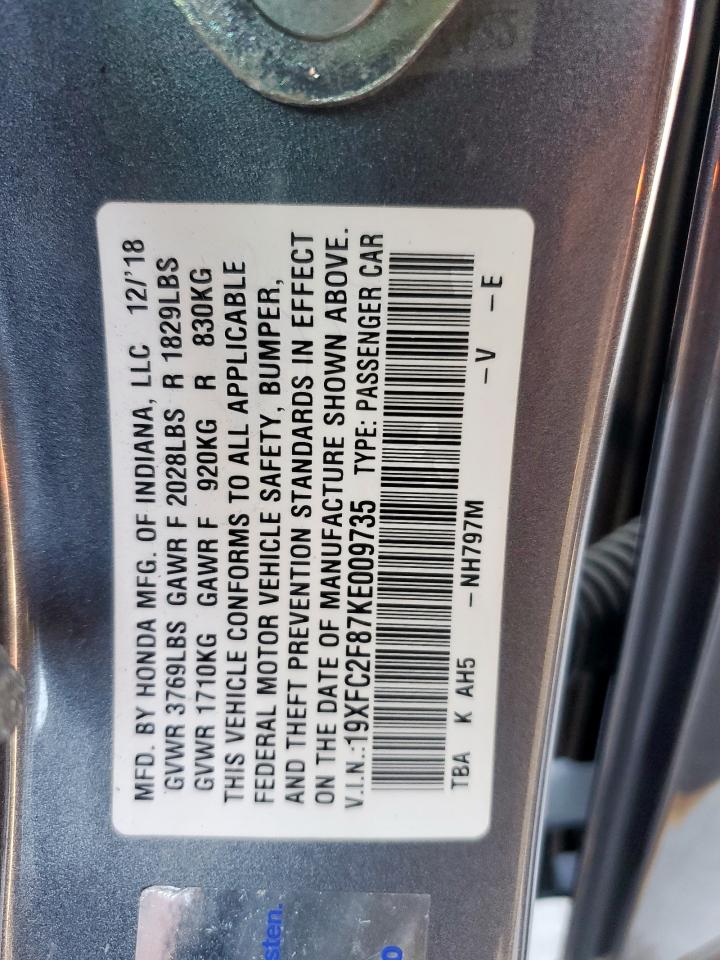 MFD. BY HONDA MFG. OF INDIANA, LLC 12/'18
GVWR 3769LBS GAWR F 2028LBS R 1829LBS
GVWR 1710KG GAWR F 920KG R 830KG
THIS VEHICLE CONFORMS TO ALL APPLICABLE
FEDERAL MOTOR VEHICLE SAFETY, BUMPER,
AND THEFT PREVENTION STANDARDS IN EFFECT
ON THE DATE OF MANUFACTURE SHOWN ABOVE.
V.I.N.:19XFC2F87KE009735 TYPE: PASSENGER CAR
TBA K AH5 -NH797M -V -E
sten.